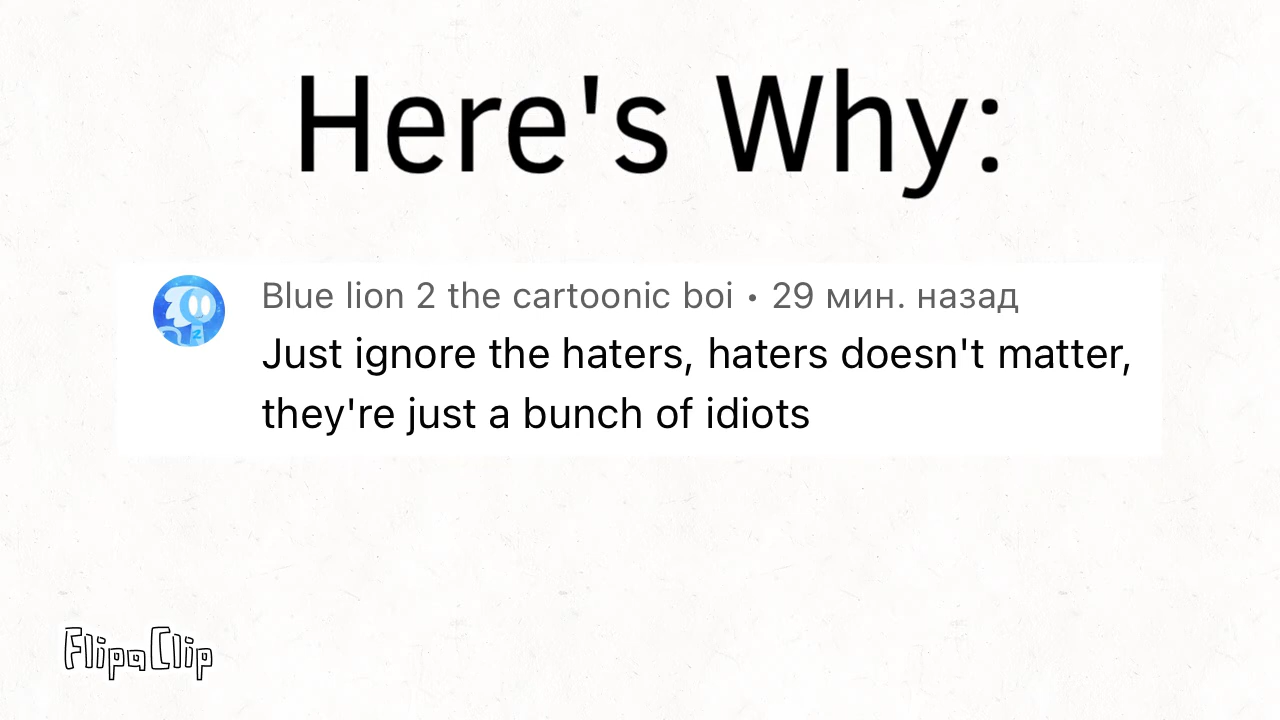 Here's Why:
Blue lion 2 the cartoonic boi • 29 мин. назад
Just ignore the haters, haters doesn't matter,
they're just a bunch of idiots
2
FlipaClip